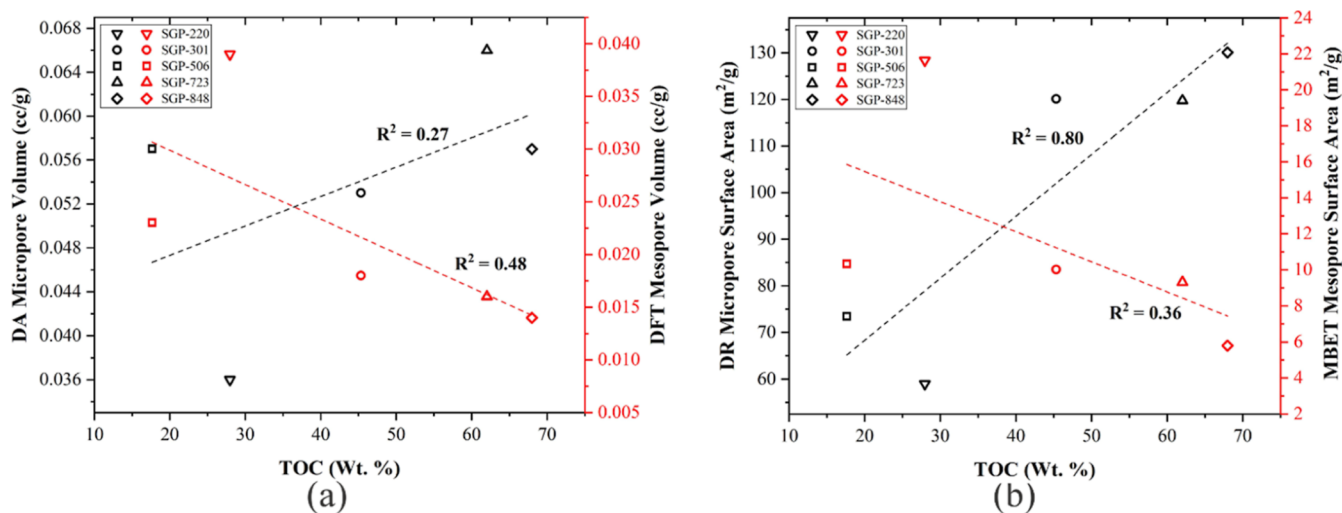 DA Micropore Volume (cc/g)
0.068
0.064
0.060
0.056
0.052
0.048
0.044
0.040
0.036
SGP-220
SGP-301
SGP-506
SGP-723
SGP-848
R² = 0.27
R² = 0.48
0.040
0.035
0.030
0.025
0.020
0.015
0.010
0.005
DFT Mesopore Volume (cc/g)
10 20 30 40 50 60 70
TOC (Wt. %)
(a)
DR Micropore Surface Area (m²/g)
130
120
110
100
90
80
70
60
SGP-220
SGP-301
SGP-506
SGP-723
SGP-848
R² = 0.80
R² = 0.36
24
22
20
18
16
14
12
10
8
6
4
2
MBET Mesopore Surface Area (m²/g)
10 20 30 40 50 60 70
TOC (Wt. %)
(b)